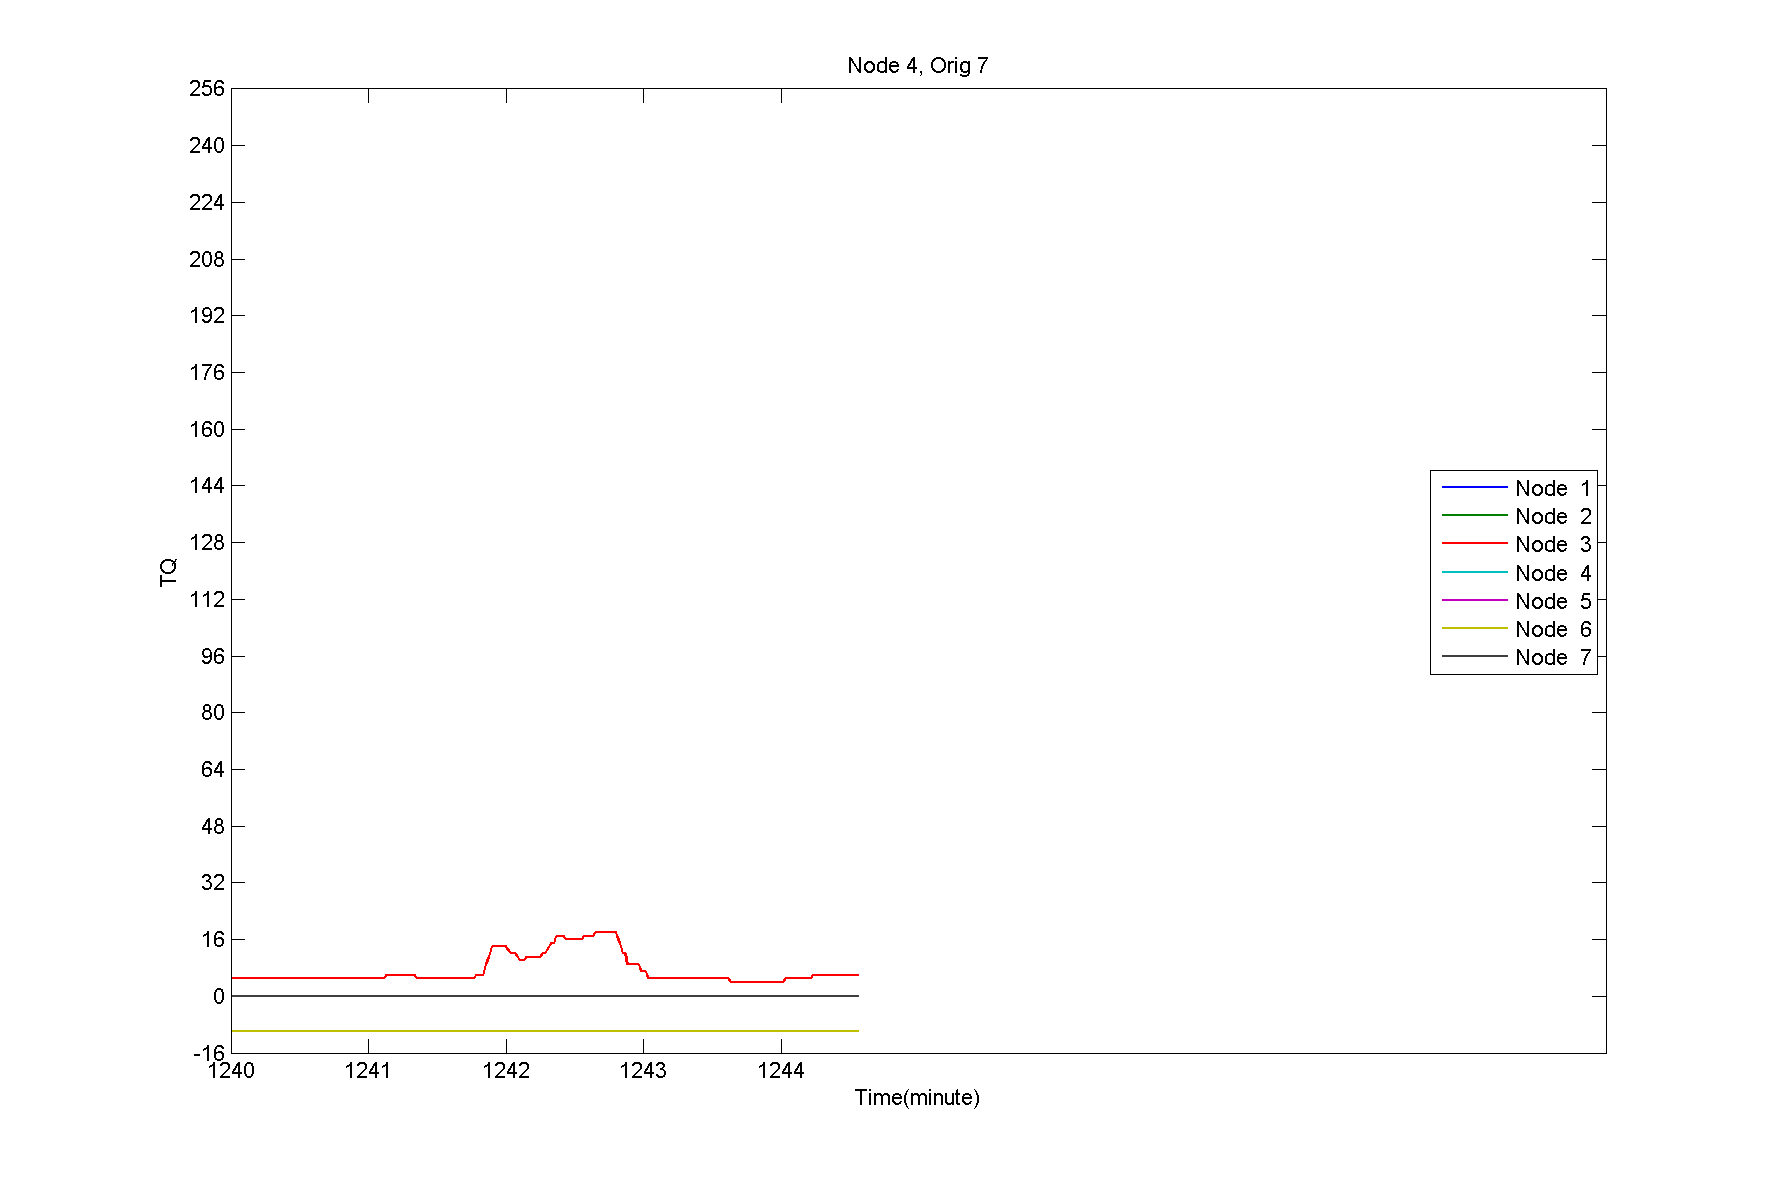 Node 4, Orig 7
256
240
224
208
192
176
160
144
128
112
96
80
64
48
32
16
0
-16
TQ
1240 1241 1242 1243 1244
Time(minute)
Node 1
Node 2
Node 3
Node 4
Node 5
Node 6
Node 7